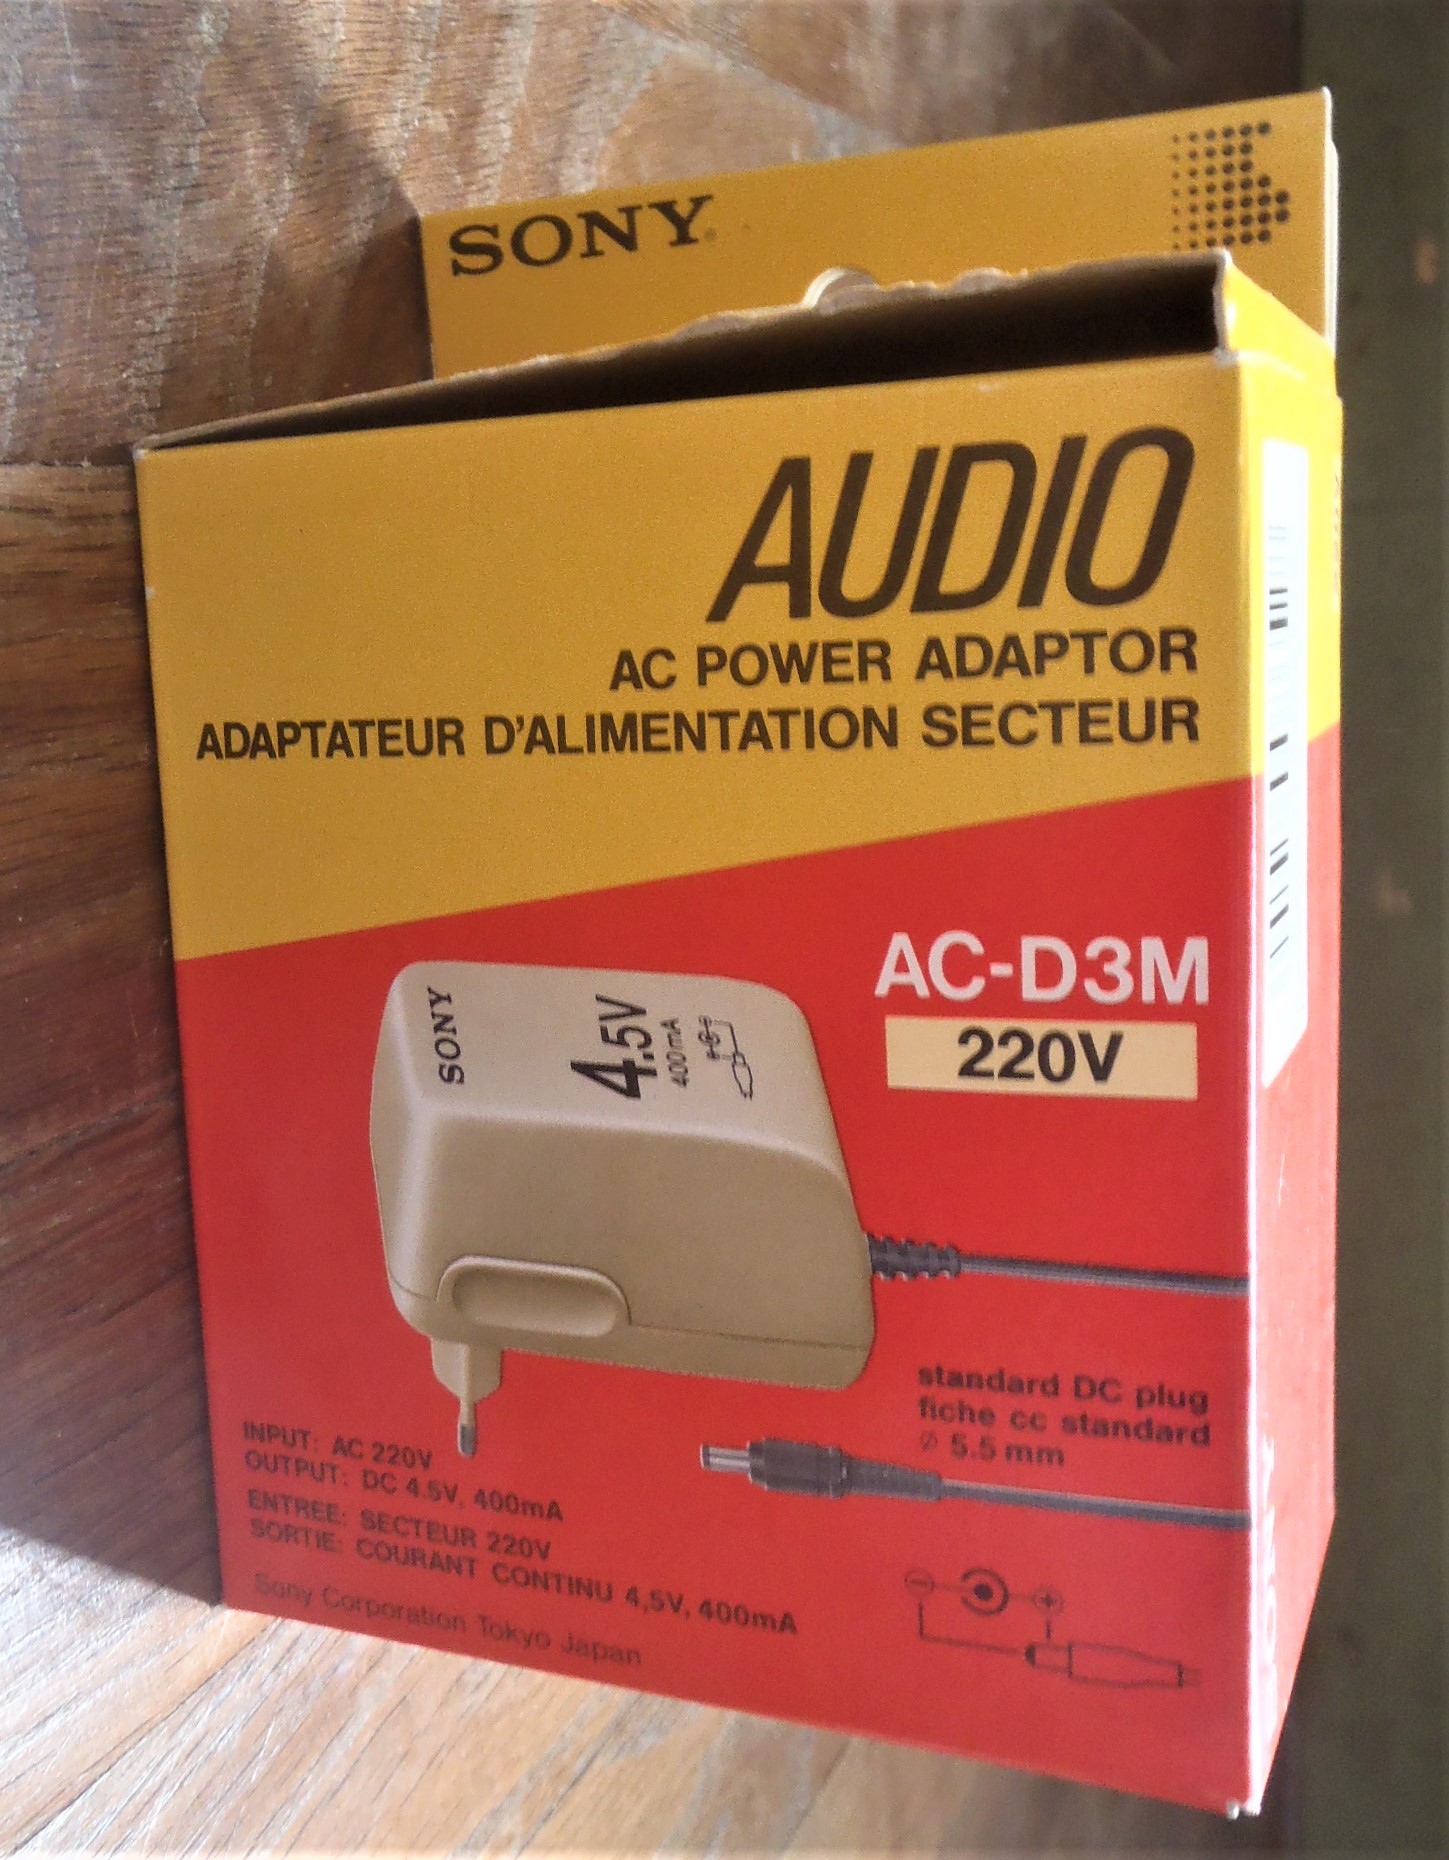 SONY
AUDIO
AC POWER ADAPTOR
ADAPTATEUR D'ALIMENTATION SECTEUR
AC-D3M
220V
SONY
4.5V
400mA
standard DC plug
fiche cc standard
∅ 5.5 mm
INPUT: AC 220V
OUTPUT: DC 4.5V, 400mA
ENTREE: SECTEUR 220V
SORTIE: COURANT CONTINU 4,5V, 400mA
Sony Corporation Tokyo Japan